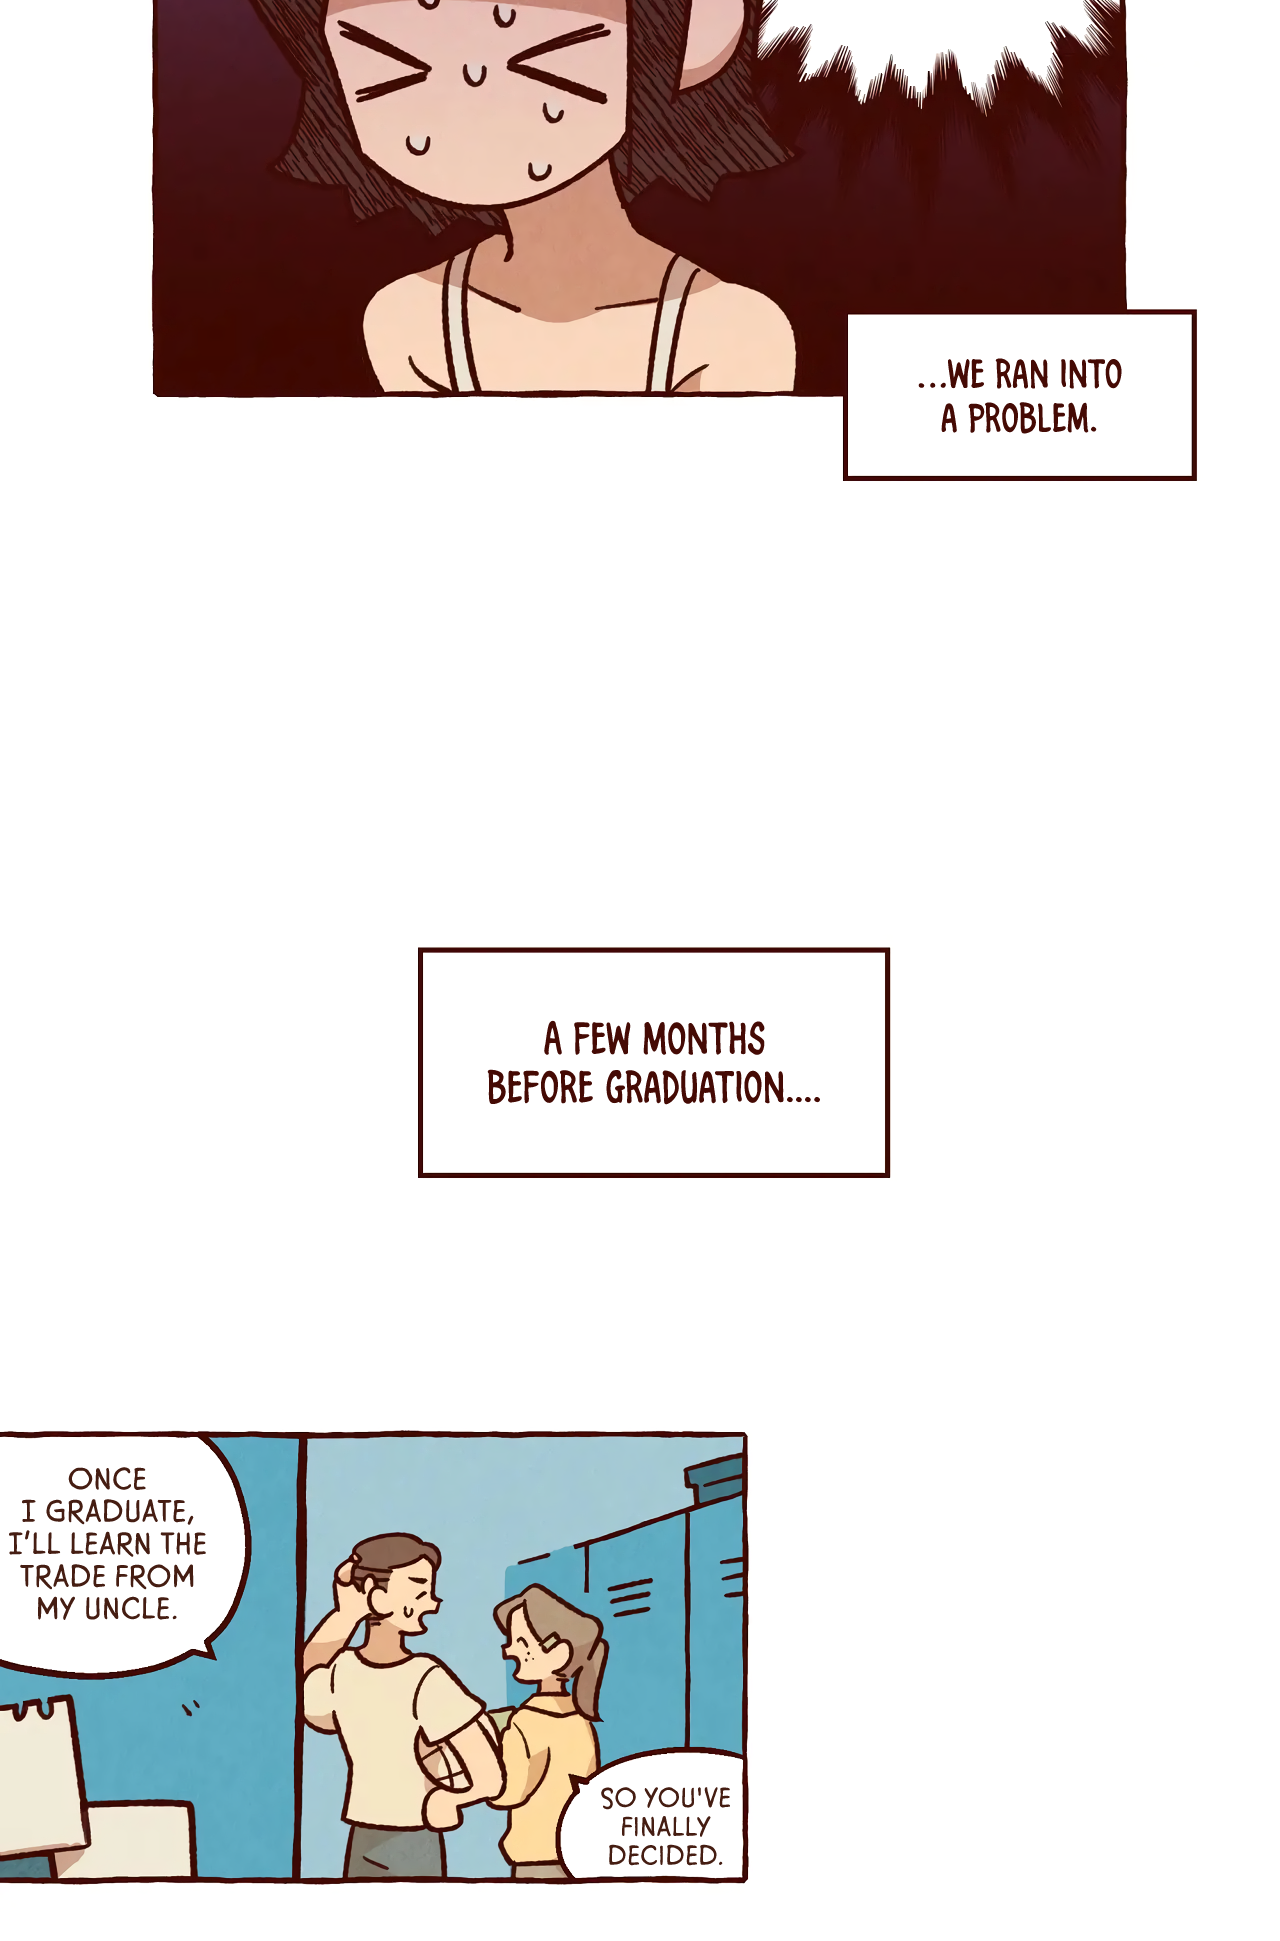 ...WE RAN INTO
A PROBLEM.
A FEW MONTHS
BEFORE GRADUATION....
ONCE
I GRADUATE,
I'LL LEARN THE
TRADE FROM
MY UNCLE.
SO YOU'VE
FINALLY
DECIDED.